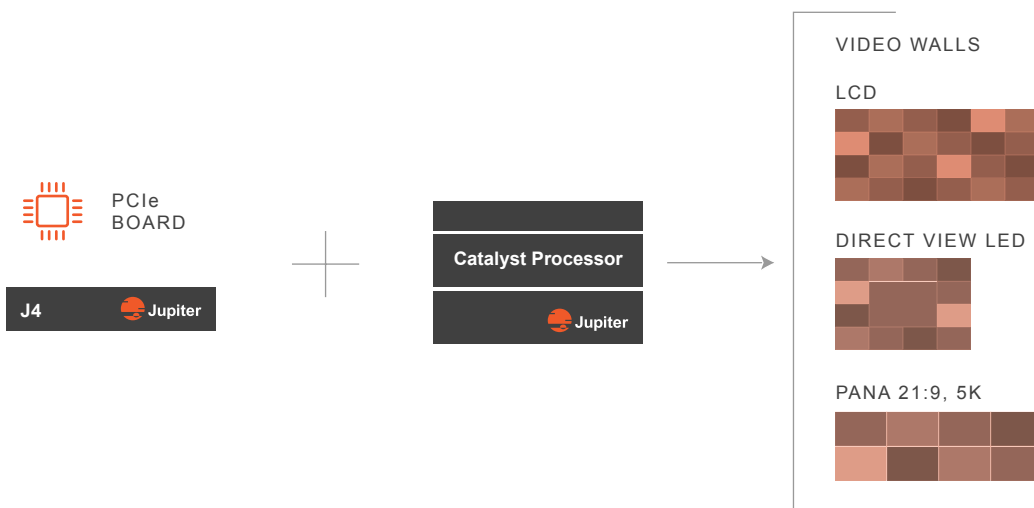 PCIe
BOARD
J4
Jupiter
Catalyst Processor
Jupiter
VIDEO WALLS
LCD
DIRECT VIEW LED
PANA 21:9, 5K